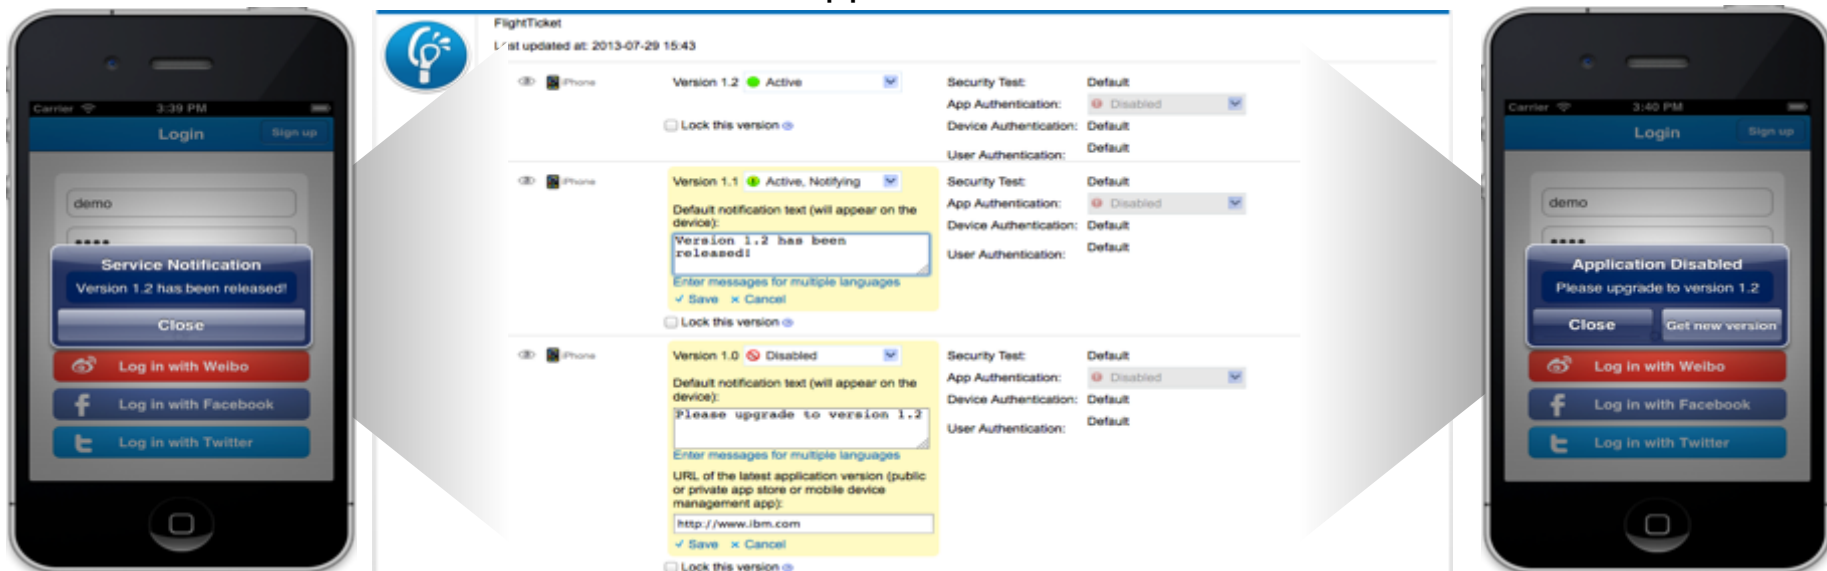 Carrier 3:39 PM
Login Sign up
demo
••••
Service Notification
Version 1.2 has been released!
Close
Log in with Weibo
Log in with Facebook
Log in with Twitter
FlightTicket
Last updated at: 2013-07-29 15:43
iPhone Version 1.2 Active Security Test: Default
App Authentication: Disabled
Lock this version Device Authentication: Default
User Authentication: Default
iPhone Version 1.1 Active, Notifying Security Test: Default
App Authentication: Disabled
Default notification text (will appear on the
device):
Device Authentication: Default
Version 1.2 has been
released!
User Authentication: Default
Enter messages for multiple languages
Save Cancel
Lock this version
iPhone Version 1.0 Disabled Security Test: Default
App Authentication: Disabled
Default notification text (will appear on the
device):
Device Authentication: Default
Please upgrade to version 1.2
User Authentication: Default
Enter messages for multiple languages
URL of the latest application version (public
or private app store or mobile device
management app):
http://www.ibm.com
Save Cancel
Lock this version
Carrier 3:40 PM
Login Sign up
demo
••••
Application Disabled
Please upgrade to version 1.2
Close Get new version
Log in with Weibo
Log in with Facebook
Log in with Twitter